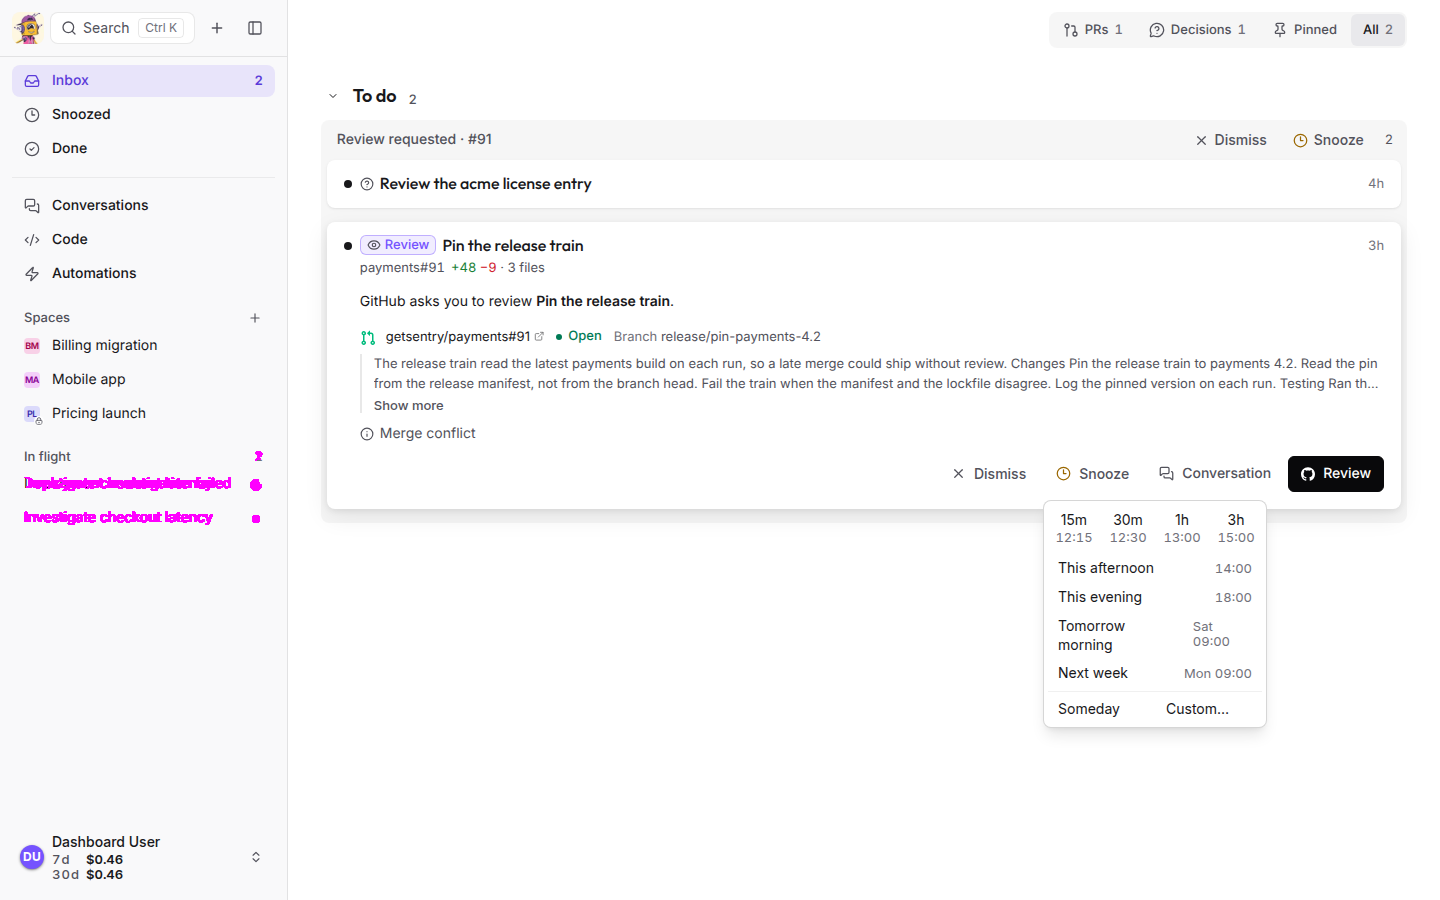 Search Ctrl K
PRs 1 Decisions 1 Pinned All 2
Inbox 2
Snoozed
Done
Conversations
Code
Automations
Spaces
BM Billing migration
MA Mobile app
PL Pricing launch
In flight
Investigate checkout latency
Dashboard User
DU
7d $0.46
30d $0.46
To do 2
Review requested · #91 Dismiss Snooze 2
Review the acme license entry 4h
Review Pin the release train 3h
payments#91 +48 −9 · 3 files
GitHub asks you to review Pin the release train.
getsentry/payments#91 Open Branch release/pin-payments-4.2
The release train read the latest payments build on each run, so a late merge could ship without review. Changes Pin the release train to payments 4.2. Read the pin
from the release manifest, not from the branch head. Fail the train when the manifest and the lockfile disagree. Log the pinned version on each run. Testing Ran th...
Show more
Merge conflict
Dismiss Snooze Conversation Review
15m 30m 1h 3h
12:15 12:30 13:00 15:00
This afternoon 14:00
This evening 18:00
Tomorrow morning Sat 09:00
Next week Mon 09:00
Someday Custom...